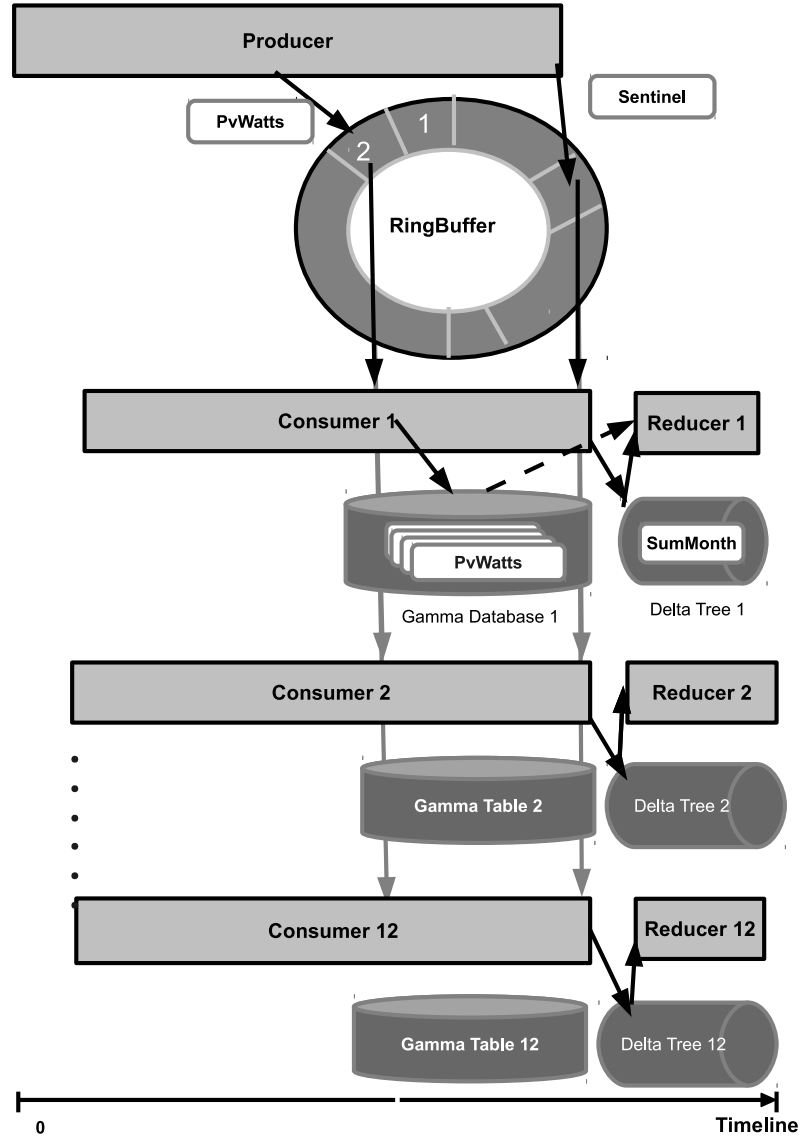 Producer
PvWatts
Sentinel
1
2
RingBuffer
Consumer 1
Reducer 1
PvWatts
SumMonth
Gamma Database 1
Delta Tree 1
Consumer 2
Reducer 2
Gamma Table 2
Delta Tree 2
Consumer 12
Reducer 12
Gamma Table 12
Delta Tree 12
0
Timeline